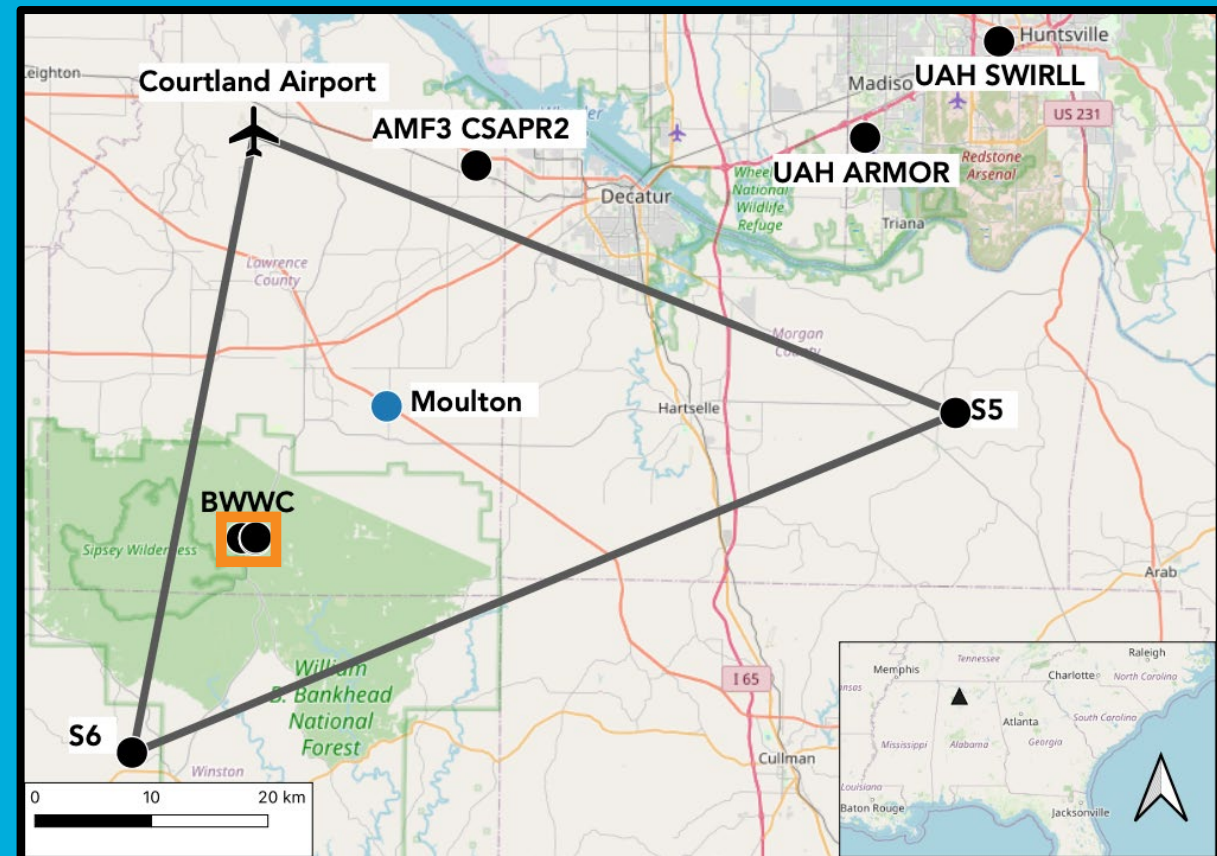 Huntsville
eighton
Courtland Airport
Madiso
UAH SWIRLL
US 231
AMF3 CSAPR2
Wheeler
UAH ARMOR
Redstone
Arsenal
Whee
National
Wildlife
Refuge
Decatur
Triana
Lawrence
County
Morgan
County
Moulton
Hartselle
S5
BWWC
Sipsey Wilderness
Arab
William
B. Bankhead
National
Forest
I 65
S6
Winston
Cullman
0 10 20 km
Memphis
Tennessee
Raleigh
Charlotte
North Carolina
ansas
Atlanta
South Carolina
Mississippi
Alabama
Georgia
Louisiana
Baton Rouge
Jacksonville